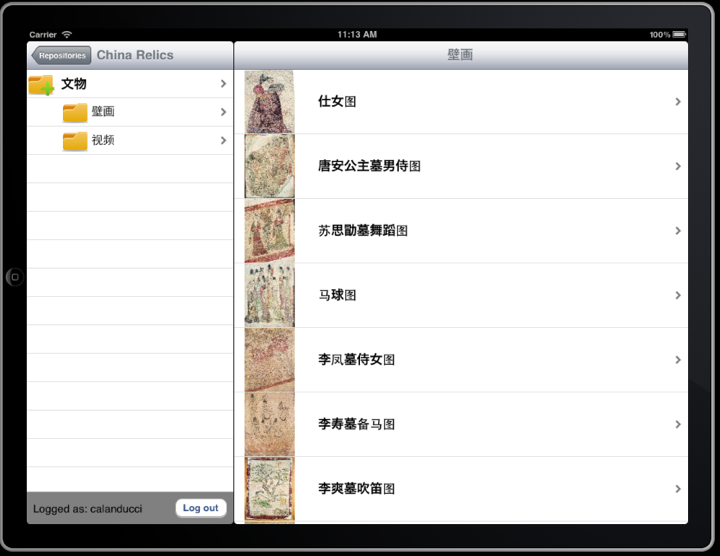 Carrier 11:13 AM 100%
Repositories China Relics
文物
壁画
视频
Logged as: calanducci Log out
壁画
仕女图
唐安公主墓男侍图
苏思勖墓舞蹈图
马球图
李凤墓侍女图
李寿墓备马图
李爽墓吹笛图